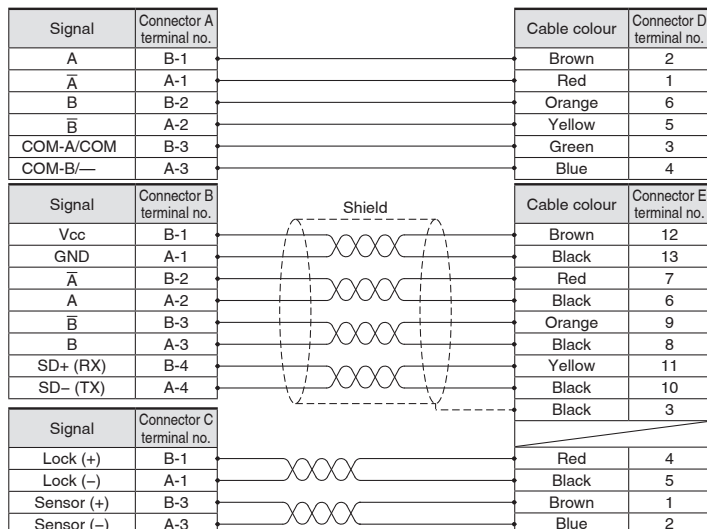 Signal Connector A terminal no. Cable colour Connector D terminal no.
A B-1 Brown 2
A̅ A-1 Red 1
B B-2 Orange 6
B̅ A-2 Yellow 5
COM-A/COM B-3 Green 3
COM-B/— A-3 Blue 4
Signal Connector B terminal no. Shield Cable colour Connector E terminal no.
Vcc B-1 Brown 12
GND A-1 Black 13
A̅ B-2 Red 7
A A-2 Black 6
B̅ B-3 Orange 9
B A-3 Black 8
SD+ (RX) B-4 Yellow 11
SD− (TX) A-4 Black 10
Black 3
Signal Connector C terminal no.
Lock (+) B-1 Red 4
Lock (−) A-1 Black 5
Sensor (+) B-3 Brown 1
Sensor (−) A-3 Blue 2